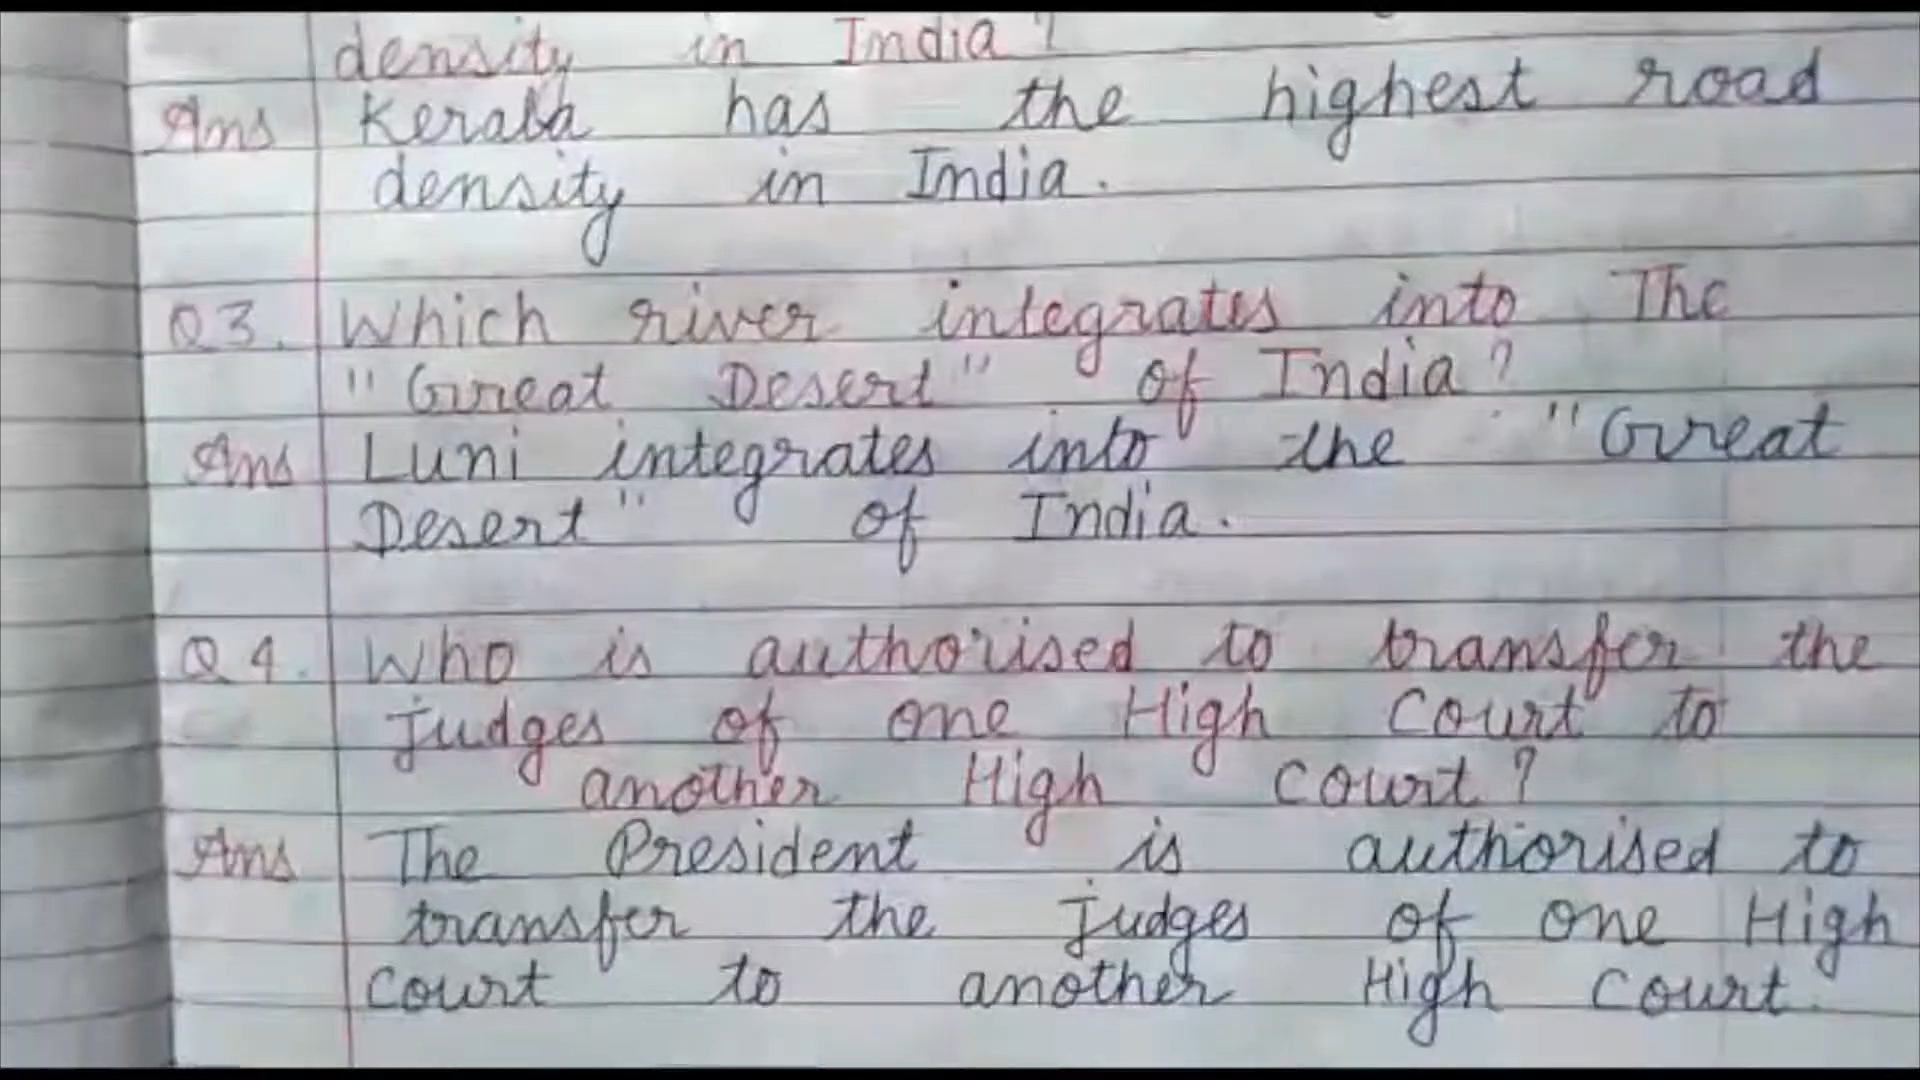 density in India?
Ans Kerala has the highest road
density in India.
Q3. Which river integrates into The
"Great Desert" of India?
Ans Luni integrates into the "Great
Desert" of India.
Q4. Who is authorised to transfer the
judges of one High Court to
another High Court?
Ans The President is authorised to
transfer the judges of one High
Court to another High Court.